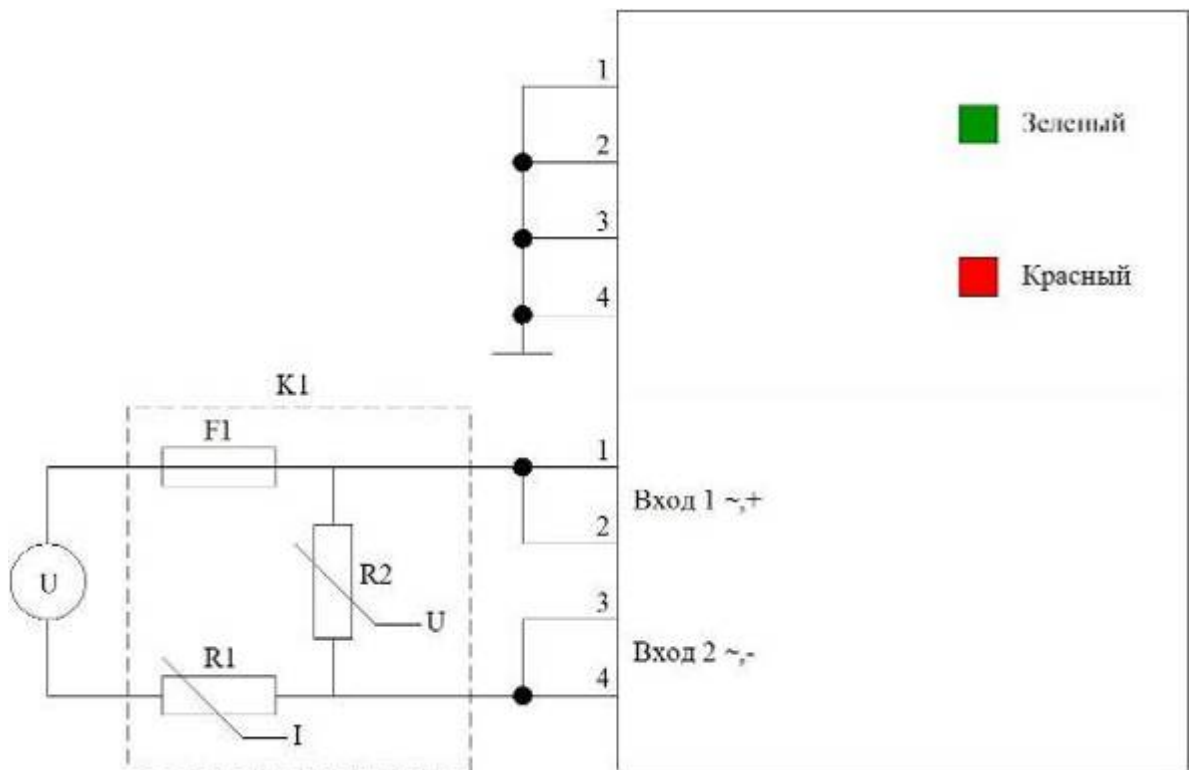 1
2
Зеленый
3
4
Красный
K1
F1
1
Вход 1 ~,+
2
U
R2
U
3
Вход 2 ~,-
4
R1
I